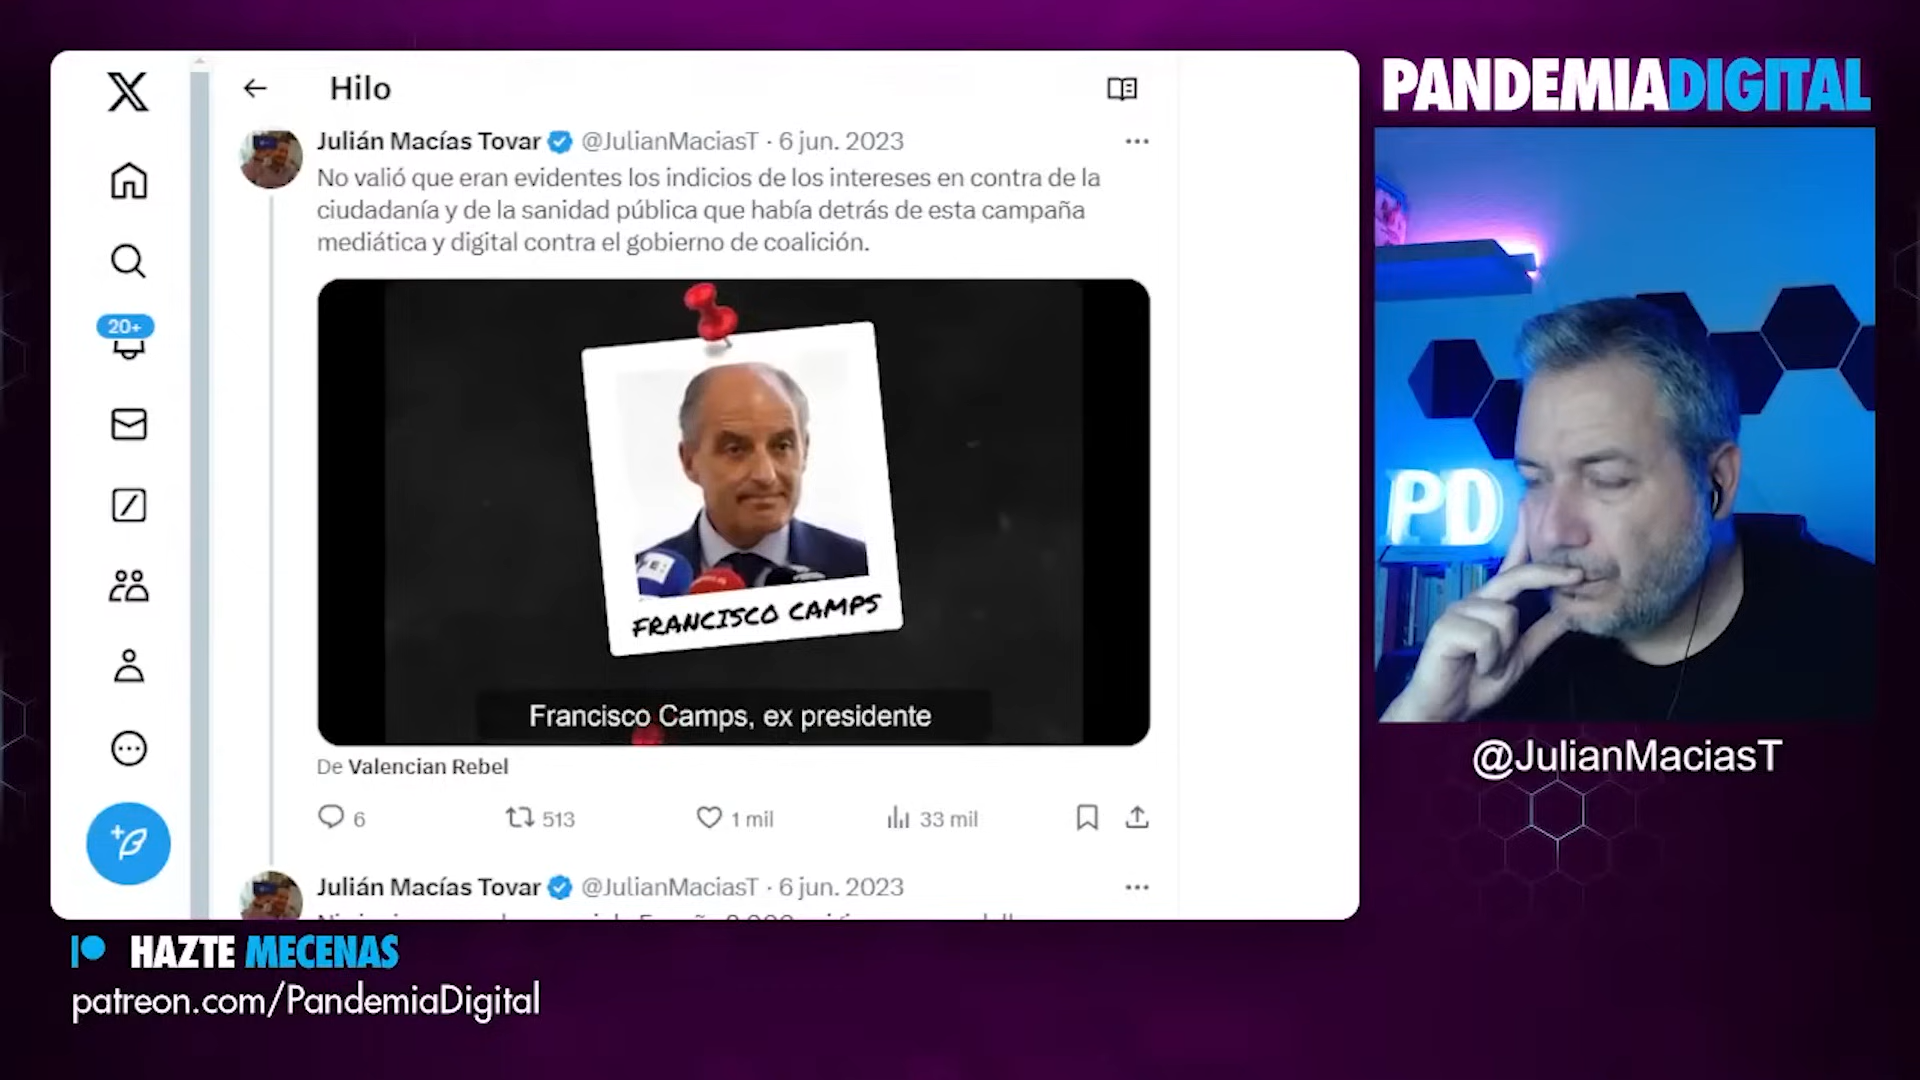 Hilo
Julián Macías Tovar @JulianMaciasT · 6 jun. 2023
No valió que eran evidentes los indicios de los intereses en contra de la
ciudadanía y de la sanidad pública que había detrás de esta campaña
mediática y digital contra el gobierno de coalición.
20+
FRANCISCO CAMPS
Francisco Camps, ex presidente
De Valencian Rebel
6
513
1 mil
33 mil
Julián Macías Tovar @JulianMaciasT · 6 jun. 2023
HAZTE MECENAS
patreon.com/PandemiaDigital
PANDEMIADIGITAL
PD
@JulianMaciasT